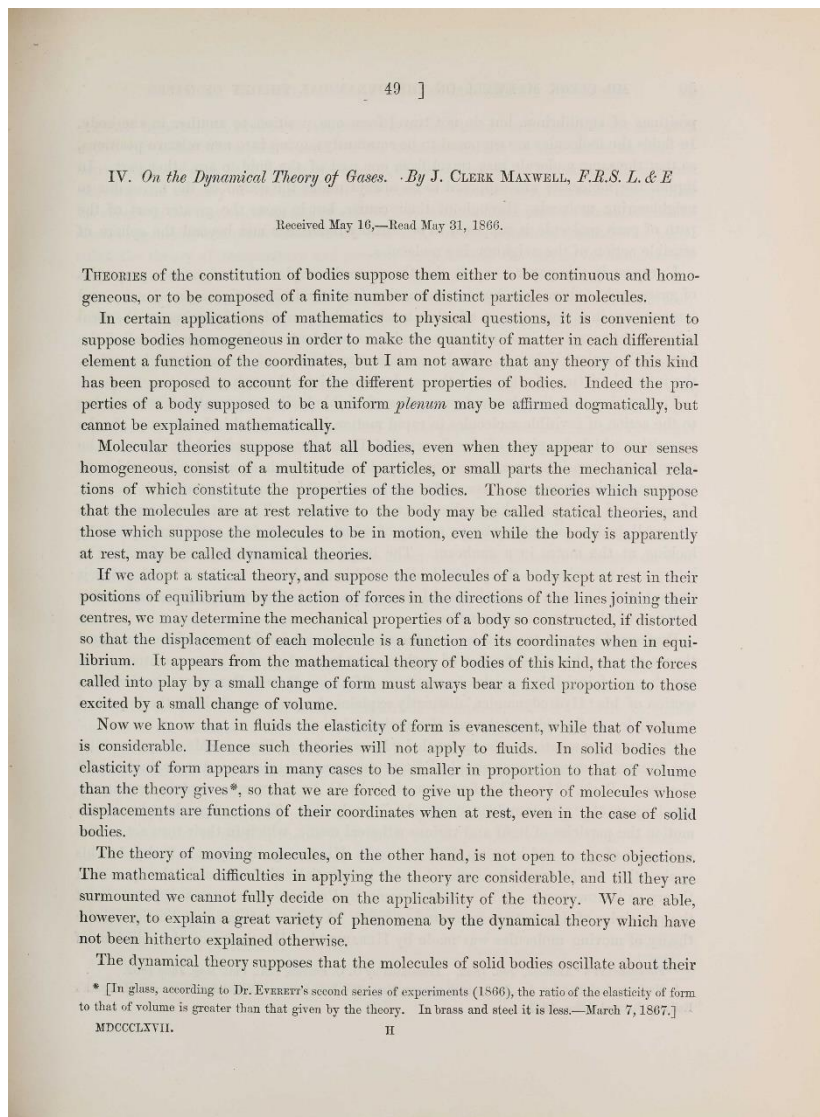 49 ]
IV. On the Dynamical Theory of Gases. By J. CLERK MAXWELL, F.R.S. L. & E
Received May 16,—Read May 31, 1866.
THEORIES of the constitution of bodies suppose them either to be continuous and homo-
geneous, or to be composed of a finite number of distinct particles or molecules.
In certain applications of mathematics to physical questions, it is convenient to
suppose bodies homogeneous in order to make the quantity of matter in each differential
element a function of the coordinates, but I am not aware that any theory of this kind
has been proposed to account for the different properties of bodies. Indeed the pro-
perties of a body supposed to be a uniform plenum may be affirmed dogmatically, but
cannot be explained mathematically.
Molecular theories suppose that all bodies, even when they appear to our senses
homogeneous, consist of a multitude of particles, or small parts the mechanical rela-
tions of which constitute the properties of the bodies. Those theories which suppose
that the molecules are at rest relative to the body may be called statical theories, and
those which suppose the molecules to be in motion, even while the body is apparently
at rest, may be called dynamical theories.
If we adopt a statical theory, and suppose the molecules of a body kept at rest in their
positions of equilibrium by the action of forces in the directions of the lines joining their
centres, we may determine the mechanical properties of a body so constructed, if distorted
so that the displacement of each molecule is a function of its coordinates when in equi-
librium. It appears from the mathematical theory of bodies of this kind, that the forces
called into play by a small change of form must always bear a fixed proportion to those
excited by a small change of volume.
Now we know that in fluids the elasticity of form is evanescent, while that of volume
is considerable. Hence such theories will not apply to fluids. In solid bodies the
elasticity of form appears in many cases to be smaller in proportion to that of volume
than the theory gives*, so that we are forced to give up the theory of molecules whose
displacements are functions of their coordinates when at rest, even in the case of solid
bodies.
The theory of moving molecules, on the other hand, is not open to these objections.
The mathematical difficulties in applying the theory are considerable, and till they are
surmounted we cannot fully decide on the applicability of the theory. We are able,
however, to explain a great variety of phenomena by the dynamical theory which have
not been hitherto explained otherwise.
The dynamical theory supposes that the molecules of solid bodies oscillate about their
* [In glass, according to Dr. EVERETT's second series of experiments (1866), the ratio of the elasticity of form
to that of volume is greater than that given by the theory. In brass and steel it is less.—March 7, 1867.]
MDCCCLXVII. H